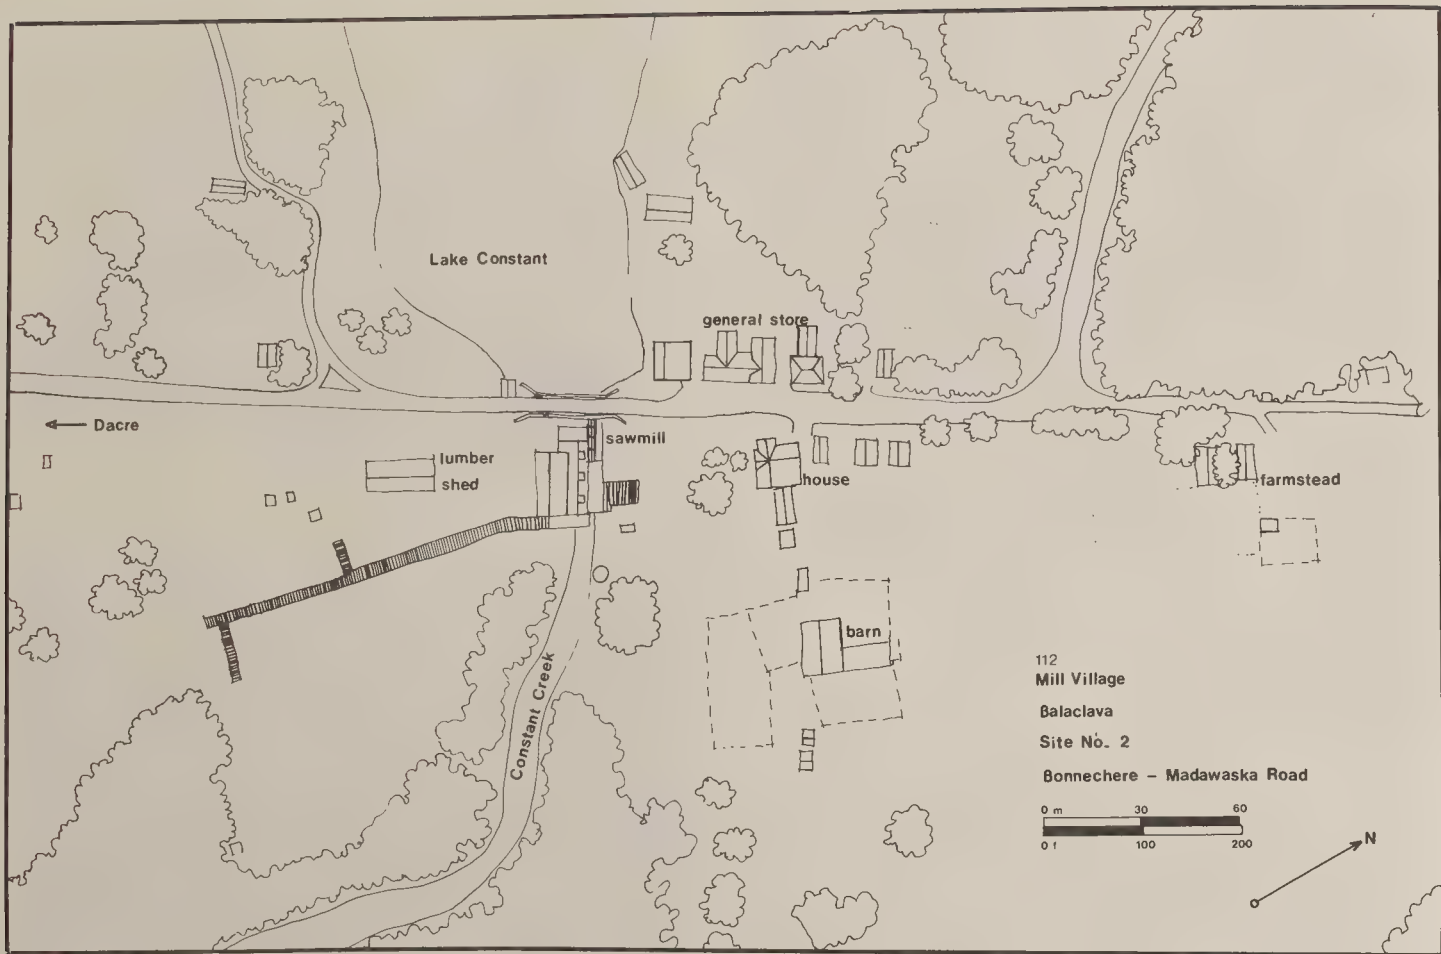 Lake Constant
general store
Dacre
sawmill
lumber
shed
house
farmstead
barn
Constant Creek
112
Mill Village
Balaclava
Site No. 2
Bonnechere – Madawaska Road
0 m 30 60
0 f 100 200
N